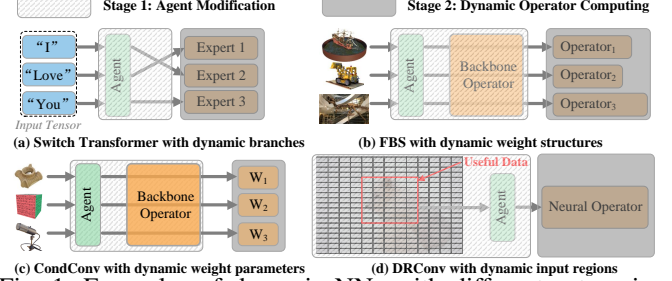 Stage 1: Agent Modification
Stage 2: Dynamic Operator Computing
“I”
“Love”
“You”
Input Tensor
Agent
Expert 1
Expert 2
Expert 3
(a) Switch Transformer with dynamic branches
Agent
Backbone
Operator
Operator₁
Operator₂
Operator₃
(b) FBS with dynamic weight structures
Agent
Backbone
Operator
W₁
W₂
W₃
(c) CondConv with dynamic weight parameters
Useful Data
Agent
Neural Operator
(d) DRConv with dynamic input regions